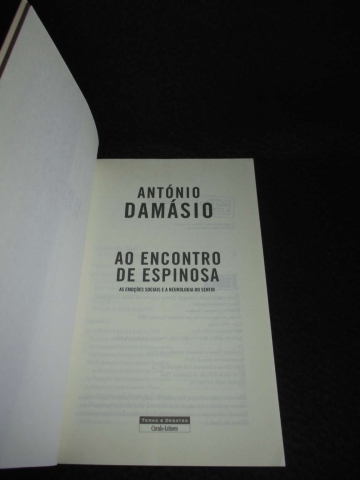 ANTÓNIO
DAMÁSIO
AO ENCONTRO
DE ESPINOSA
AS EMOÇÕES SOCIAIS E A NEUROLOGIA DO SENTIR
TEMAS E DEBATES
Círculo Leitores